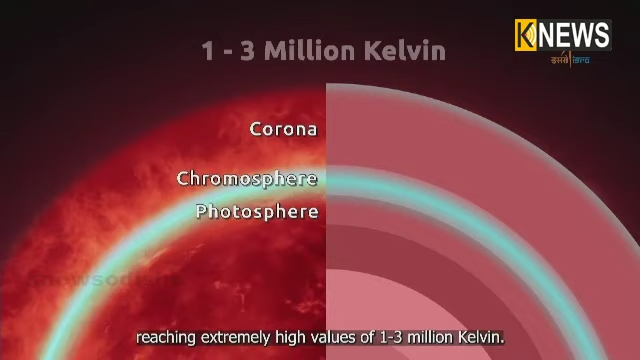 KNEWS
1 - 3 Million Kelvin
Corona
Chromosphere
Photosphere
reaching extremely high values of 1-3 million Kelvin.